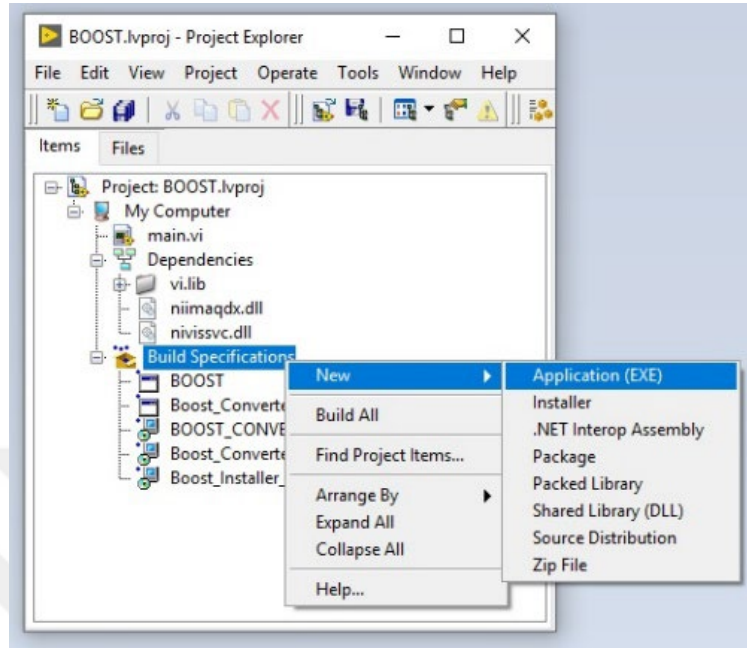 BOOST.lvproj - Project Explorer
File Edit View Project Operate Tools Window Help
Items Files
Project: BOOST.lvproj
My Computer
main.vi
Dependencies
vi.lib
niimaqdx.dll
nivissvc.dll
Build Specifications
BOOST
Boost_Converte
BOOST_CONVE
Boost_Converte
Boost_Installer_
New
Build All
Find Project Items...
Arrange By
Expand All
Collapse All
Help...
Application (EXE)
Installer
.NET Interop Assembly
Package
Packed Library
Shared Library (DLL)
Source Distribution
Zip File